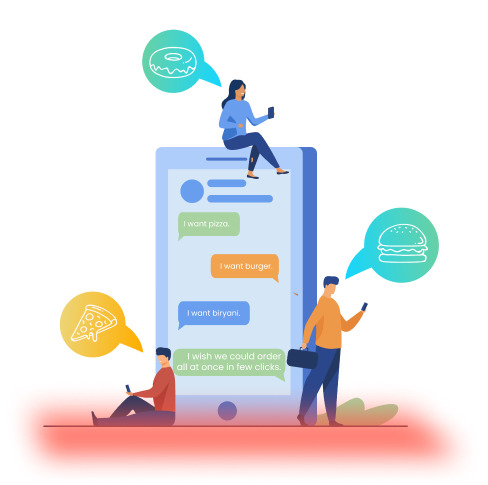 I want pizza.
I want burger.
I want biryani.
I wish we could order
all at once in few clicks.